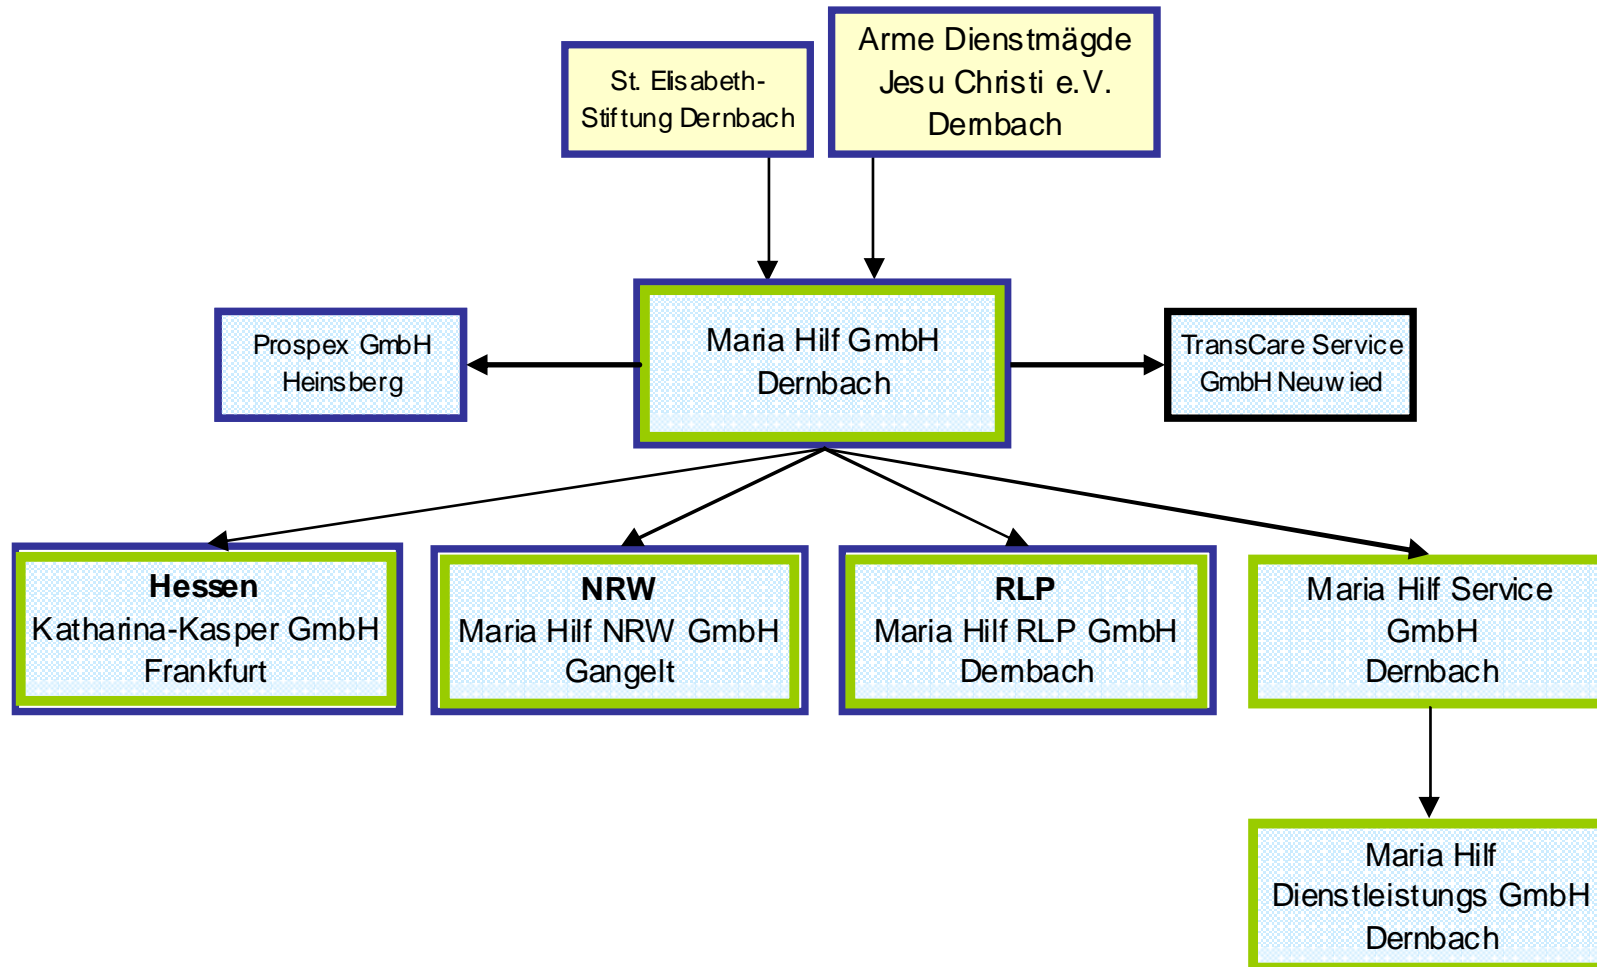 St. Elisabeth-
Stiftung Dernbach
Arme Dienstmägde
Jesu Christi e.V.
Dernbach
Prospex GmbH
Heinsberg
Maria Hilf GmbH
Dernbach
TransCare Service
GmbH Neuwied
Hessen
Katharina-Kasper GmbH
Frankfurt
NRW
Maria Hilf NRW GmbH
Gangelt
RLP
Maria Hilf RLP GmbH
Dernbach
Maria Hilf Service
GmbH
Dernbach
Maria Hilf
Dienstleistungs GmbH
Dernbach